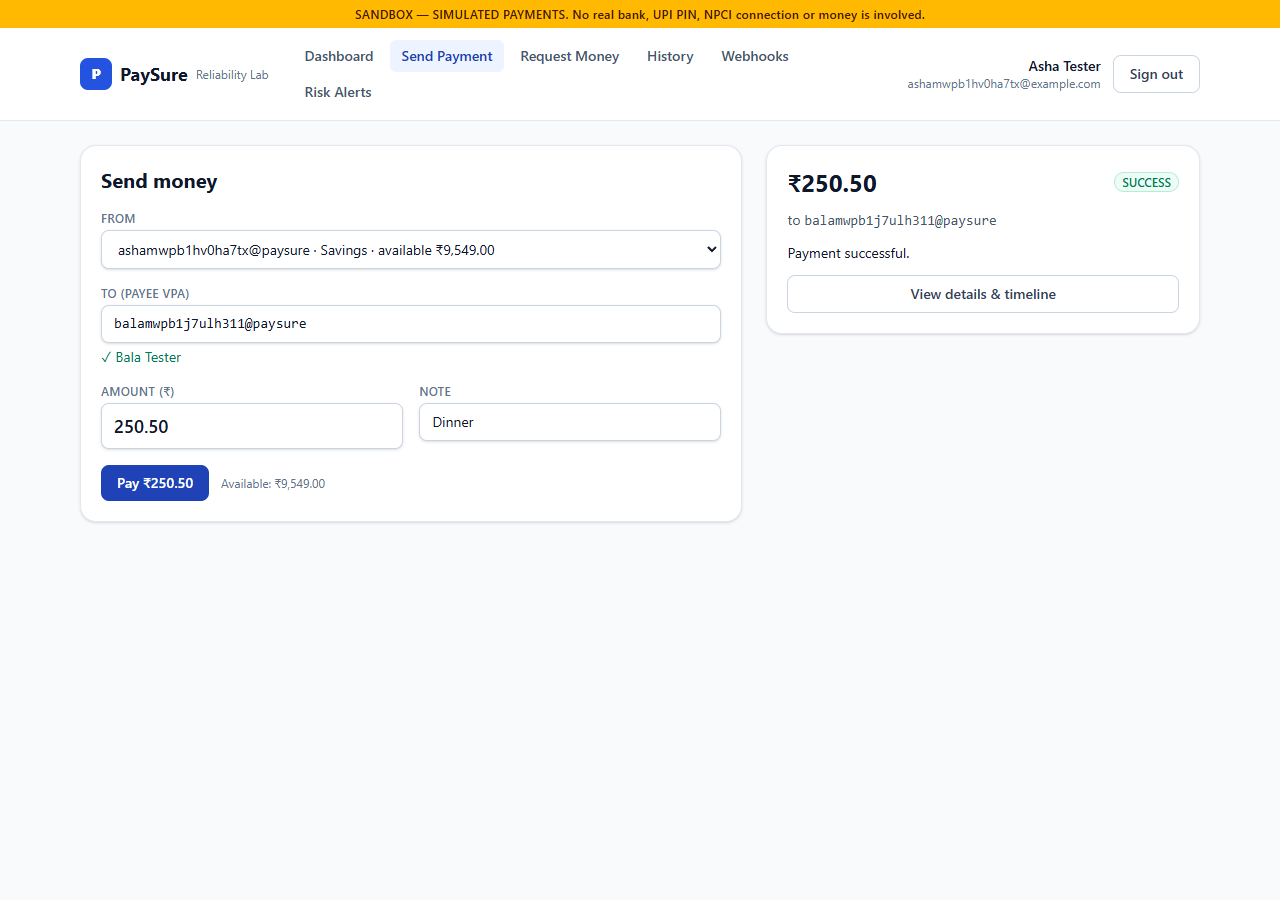 SANDBOX — SIMULATED PAYMENTS. No real bank, UPI PIN, NPCI connection or money is involved.
P PaySure Reliability Lab
Dashboard Send Payment Request Money History Webhooks
Risk Alerts
Asha Tester
ashamwpb1hv0ha7tx@example.com
Sign out
Send money
FROM
ashamwpb1hv0ha7tx@paysure · Savings · available ₹9,549.00
TO (PAYEE VPA)
balamwpb1j7ulh311@paysure
✓ Bala Tester
AMOUNT (₹) NOTE
250.50 Dinner
Pay ₹250.50 Available: ₹9,549.00
₹250.50 SUCCESS
to balamwpb1j7ulh311@paysure
Payment successful.
View details & timeline